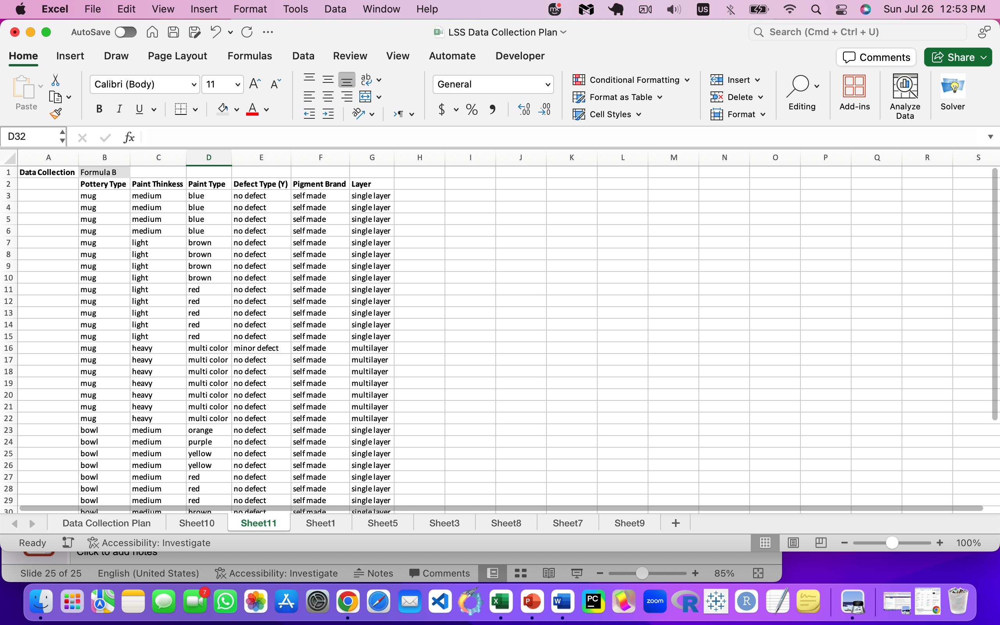 Excel File Edit View Insert Format Tools Data Window Help US Sun Jul 26 12:53 PM
AutoSave LSS Data Collection Plan Search (Cmd + Ctrl + U)
Home Insert Draw Page Layout Formulas Data Review View Automate Developer Comments Share
Paste Calibri (Body) 11 General Conditional Formatting Format as Table Cell Styles Insert Delete Format Editing Add-ins Analyze Data Solver
D32 fx
A B C D E F G H I J K L M N O P Q R S
1 Data Collection Formula B
2 Pottery Type Paint Thinkess Paint Type Defect Type (Y) Pigment Brand Layer
3 mug medium blue no defect self made single layer
4 mug medium blue no defect self made single layer
5 mug medium blue no defect self made single layer
6 mug medium blue no defect self made single layer
7 mug light brown no defect self made single layer
8 mug light brown no defect self made single layer
9 mug light brown no defect self made single layer
10 mug light brown no defect self made single layer
11 mug light red no defect self made single layer
12 mug light red no defect self made single layer
13 mug light red no defect self made single layer
14 mug light red no defect self made single layer
15 mug light red no defect self made single layer
16 mug heavy multi color minor defect self made multilayer
17 mug heavy multi color no defect self made multilayer
18 mug heavy multi color no defect self made multilayer
19 mug heavy multi color no defect self made multilayer
20 mug heavy multi color no defect self made multilayer
21 mug heavy multi color no defect self made multilayer
22 mug heavy multi color no defect self made multilayer
23 bowl medium orange no defect self made single layer
24 bowl medium purple no defect self made single layer
25 bowl medium yellow no defect self made single layer
26 bowl medium yellow no defect self made single layer
27 bowl medium red no defect self made single layer
28 bowl medium red no defect self made single layer
29 bowl medium red no defect self made single layer
30 bowl medium brown no defect self made single layer
Data Collection Plan Sheet10 Sheet11 Sheet1 Sheet5 Sheet3 Sheet8 Sheet7 Sheet9 +
Ready Accessibility: Investigate 100%
Click to add notes
Slide 25 of 25 English (United States) Accessibility: Investigate Notes Comments 85%
7 PC zoom R R